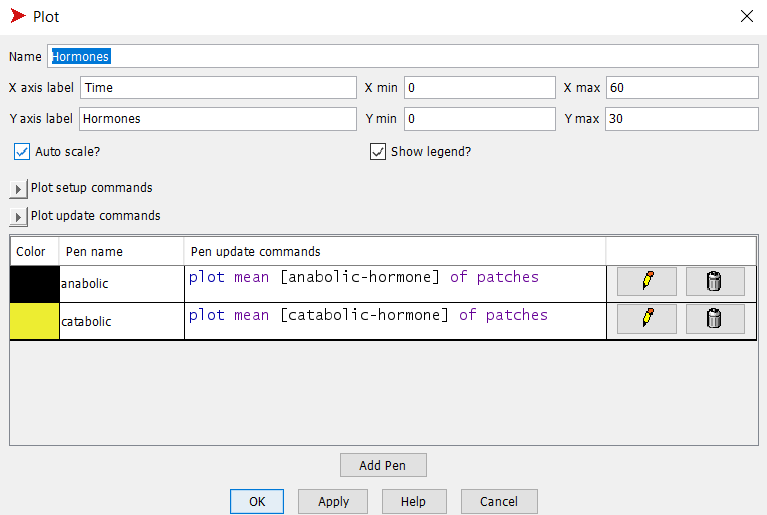 Plot
Name Hormones
X axis label Time X min 0 X max 60
Y axis label Hormones Y min 0 Y max 30
Auto scale? Show legend?
Plot setup commands
Plot update commands
Color Pen name Pen update commands
anabolic plot mean [anabolic-hormone] of patches
catabolic plot mean [catabolic-hormone] of patches
Add Pen
OK Apply Help Cancel